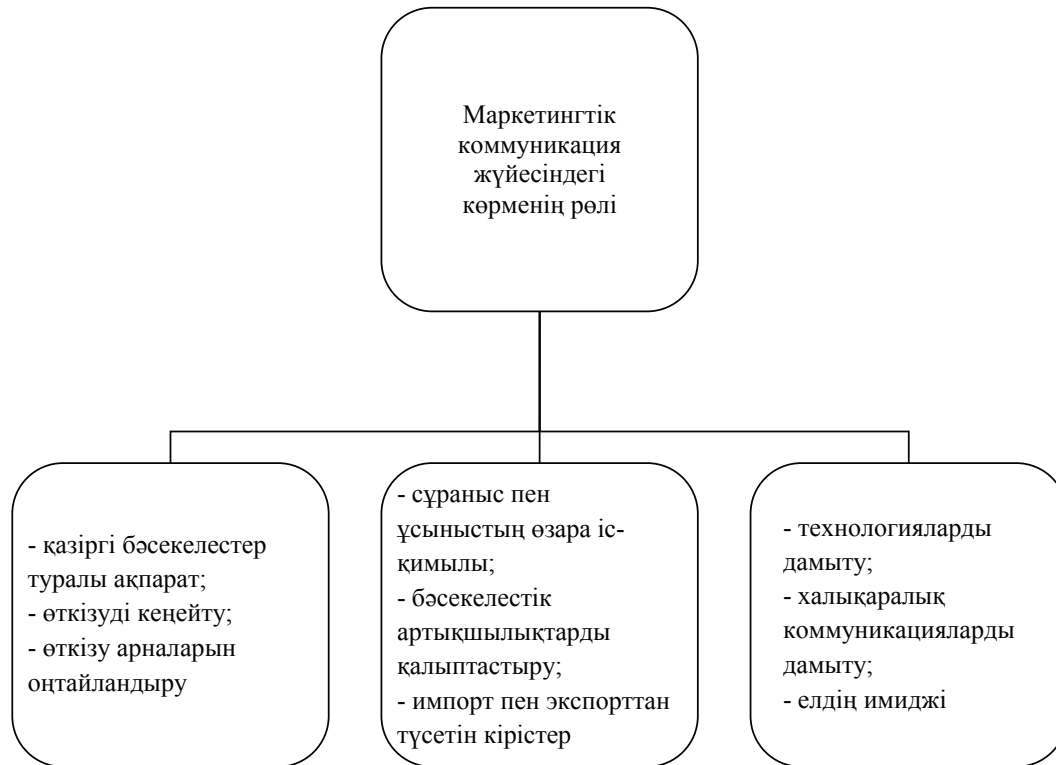 Маркетингтік
коммуникация
жүйесіндегі
көрменің рөлі
- қазіргі бәсекелестер
туралы ақпарат;
- өткізуді кеңейту;
- өткізу арналарын
оңтайландыру
- сұраныс пен
ұсыныстың өзара іс-
қимылы;
- бәсекелестік
артықшылықтарды
қалыптастыру;
- импорт пен экспорттан
түсетін кірістер
- технологияларды
дамыту;
- халықаралық
коммуникацияларды
дамыту;
- елдің имиджі